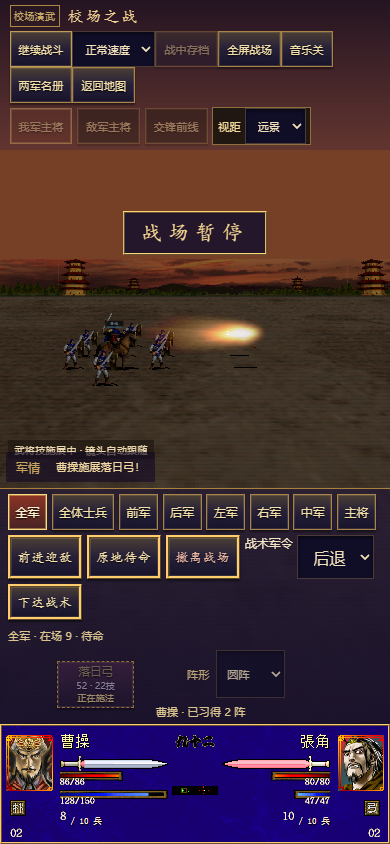 校场演武 校场之战
继续战斗 正常速度 战中存档 全屏战场 音乐关
两军名册 返回地图
我军主将 敌军主将 交锋前线 视距 远景
战场暂停
武将技施展中 · 镜头自动跟随
军情 曹操施展落日弓!
全军 全体士兵 前军 后军 左军 右军 中军 主将
前进迎敌 原地待命 撤离战场 战术军令 后退
下达战术
全军 · 在场 9 · 待命
落日弓
52 · 22技
正在施法
阵形 圆阵
曹操 · 已习得 2 阵
曹操 張角
86/86 80/80
128/150 47/47
8 / 10 兵 10 / 10 兵
02 02